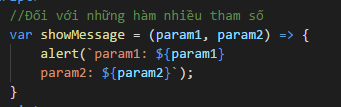 //Đối với những hàm nhiều tham số
var showMessage = (param1, param2) => {
    alert(`param1: ${param1}
    param2: ${param2}`);
}